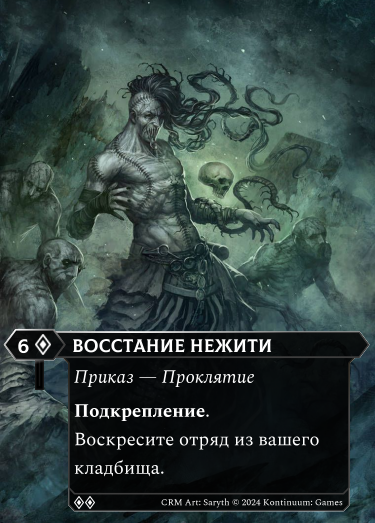 6
ВОССТАНИЕ НЕЖИТИ
Приказ — Проклятие
Подкрепление.
Воскресите отряд из вашего
кладбища.
CRM Art: Saryth © 2024 Kontinuum: Games